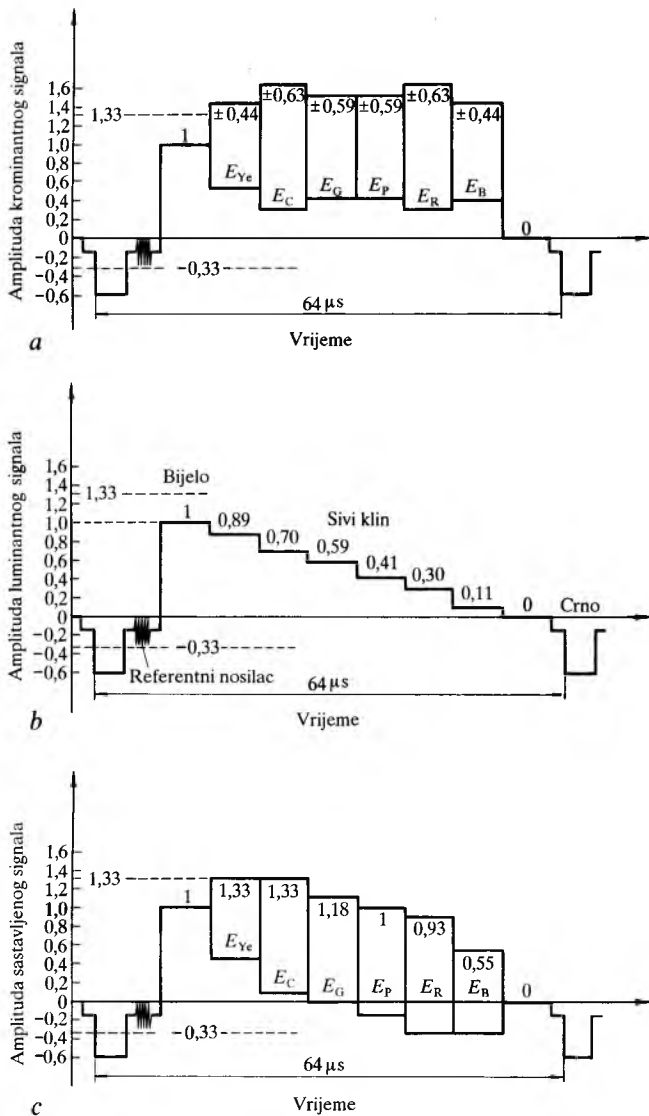 Amplituda krominantnog signala
1,6
1,4
1,33
1,2
1,0
0,8
0,6
0,4
0,2
0
−0,2
−0,4
−0,6
1
±0,44
±0,63
±0,59
±0,59
±0,63
±0,44
E_Ye
E_C
E_G
E_P
E_R
E_B
0
−0,33
64 μs
a
Vrijeme
Amplituda luminantnog signala
1,6
1,4
1,33
1,2
1,0
0,8
0,6
0,4
0,2
0
−0,2
−0,4
−0,6
Bijelo
1
0,89
0,70
Sivi klin
0,59
0,41
0,30
0,11
0
Crno
−0,33
Referentni nosilac
64 μs
b
Vrijeme
Amplituda sastavljenog signala
1,6
1,4
1,33
1,2
1,0
0,8
0,6
0,4
0,2
0
−0,2
−0,4
−0,6
1
1,33
1,33
1,18
1
0,93
0,55
E_Ye
E_C
E_G
E_P
E_R
E_B
0
−0,33
64 μs
c
Vrijeme